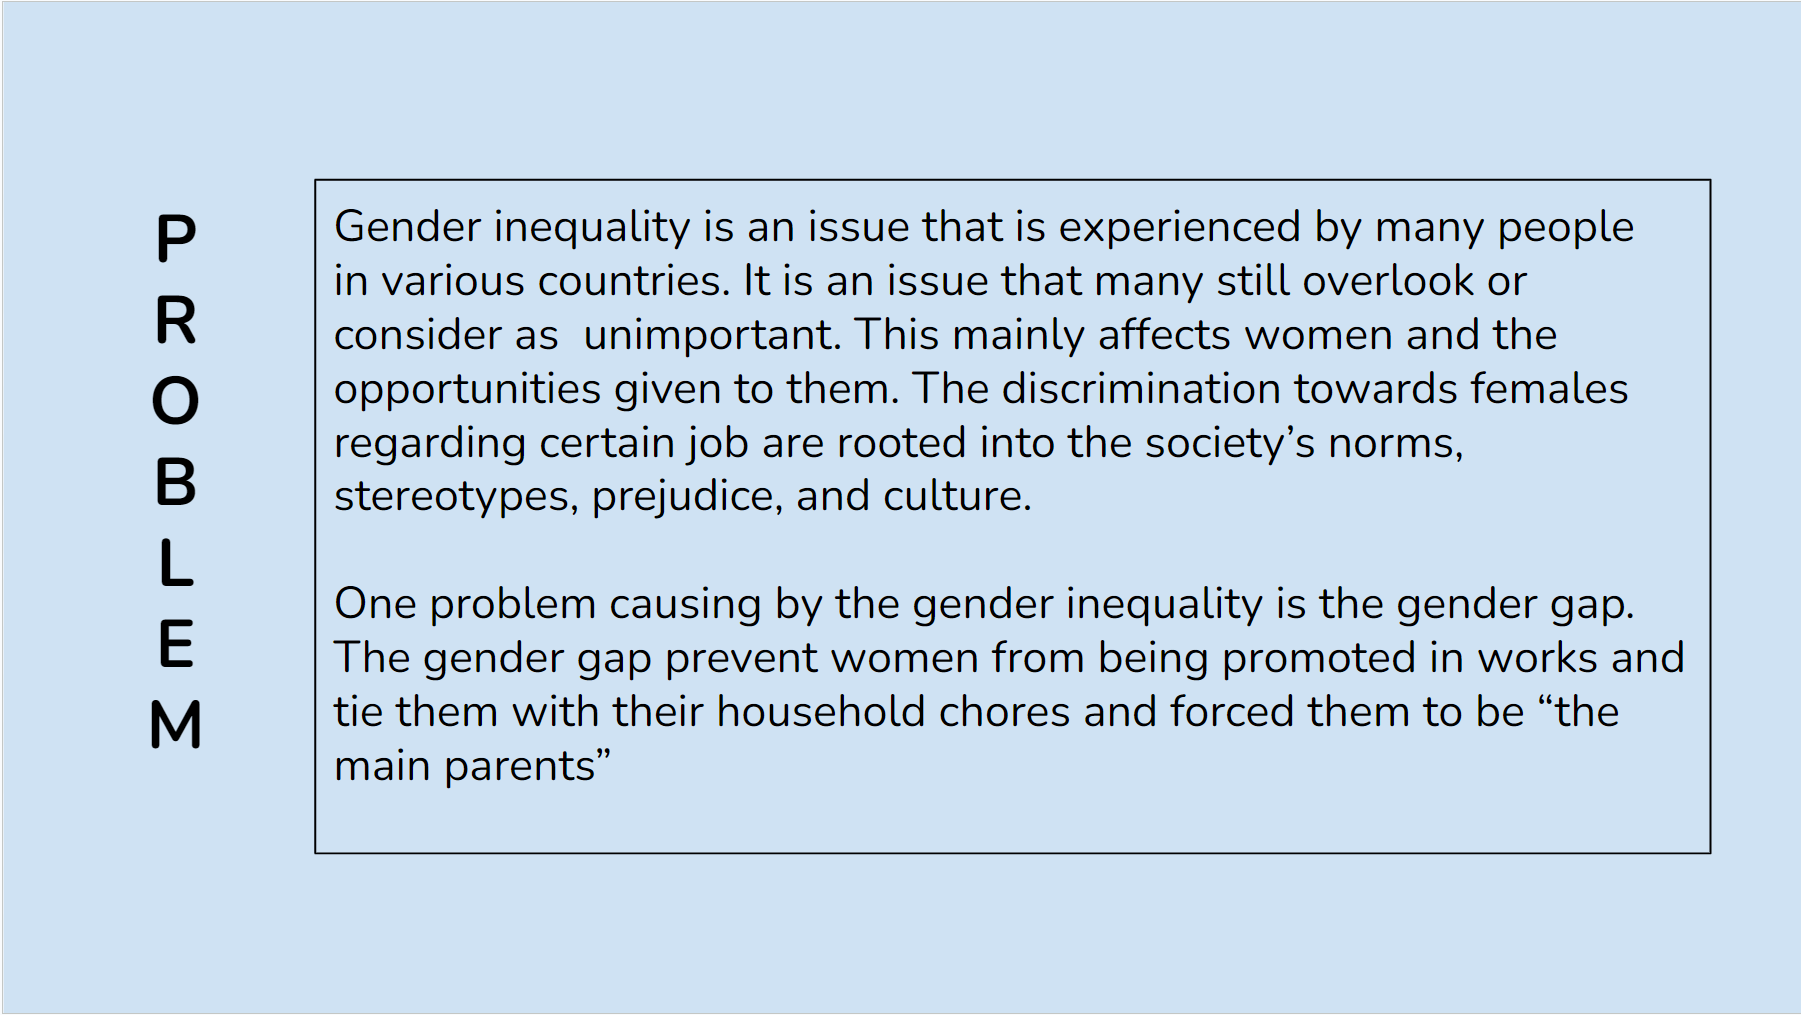 PROBLEM
Gender inequality is an issue that is experienced by many people
in various countries. It is an issue that many still overlook or
consider as  unimportant. This mainly affects women and the
opportunities given to them. The discrimination towards females
regarding certain job are rooted into the society’s norms,
stereotypes, prejudice, and culture.
One problem causing by the gender inequality is the gender gap.
The gender gap prevent women from being promoted in works and
tie them with their household chores and forced them to be “the
main parents”